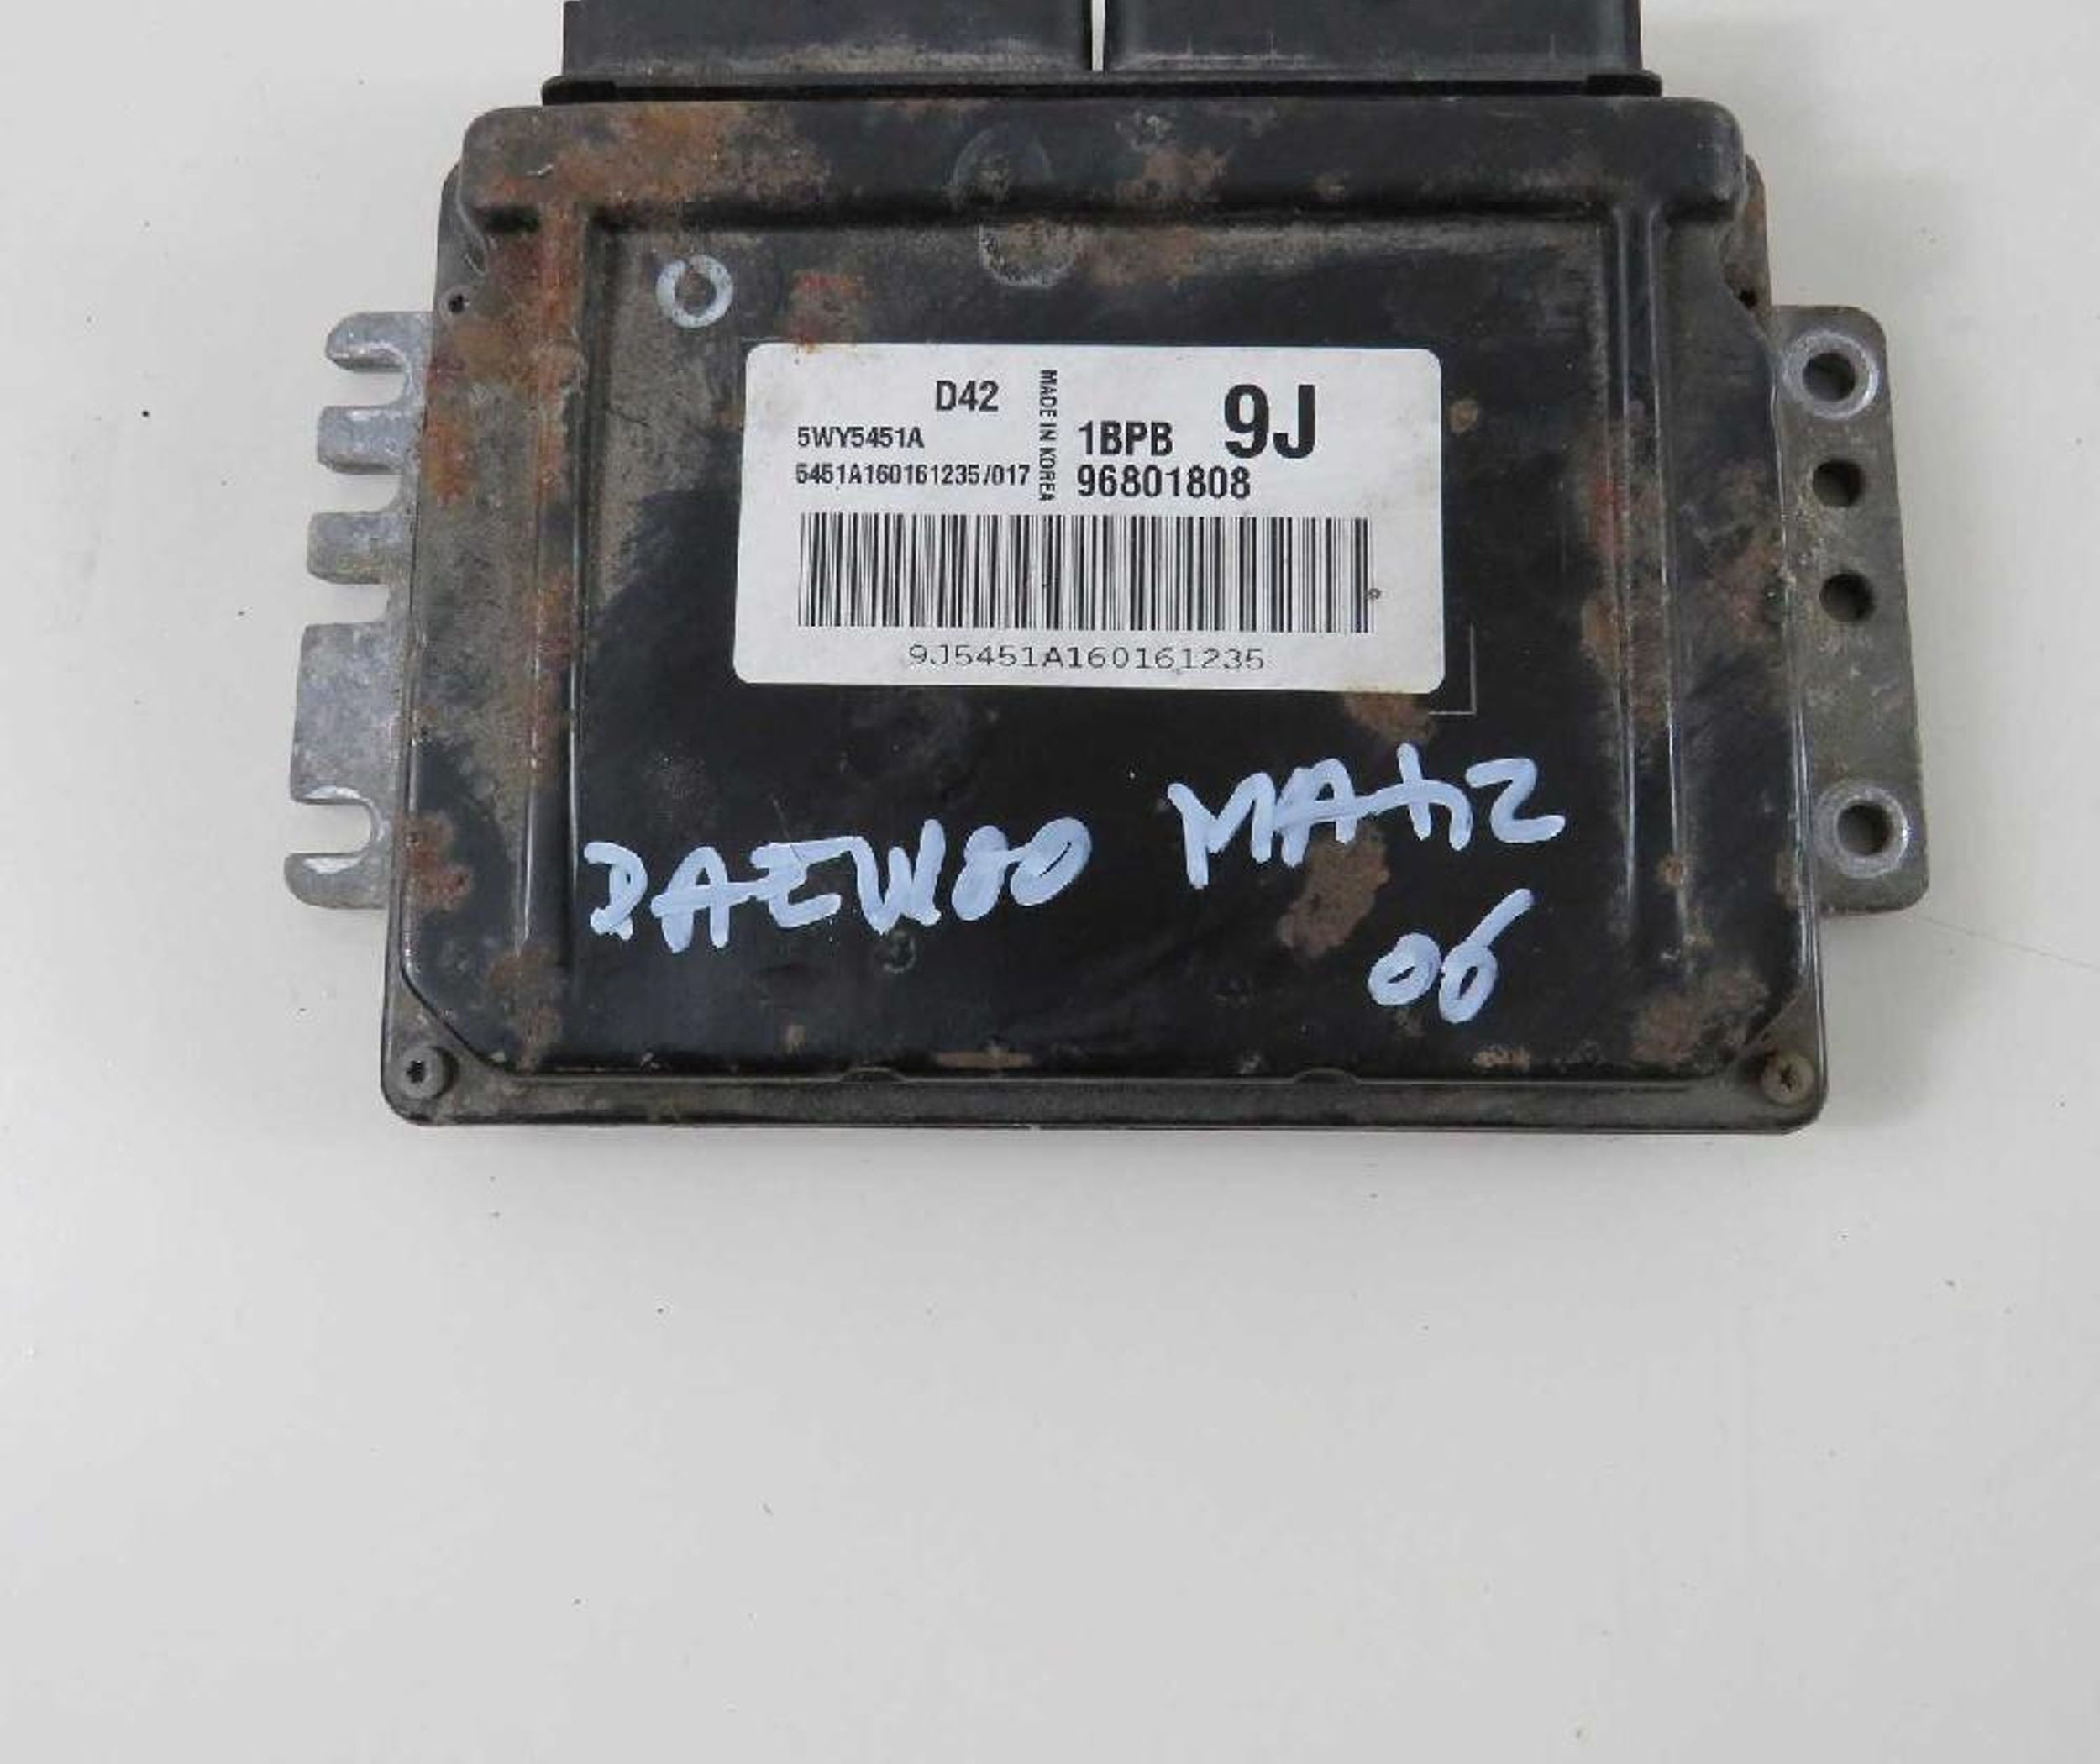 D42
5WY5451A
5451A160161235/017
MADE IN KOREA
1BPB 9J
96801808
9J5451A160161235
DAEWOO MATIZ
06